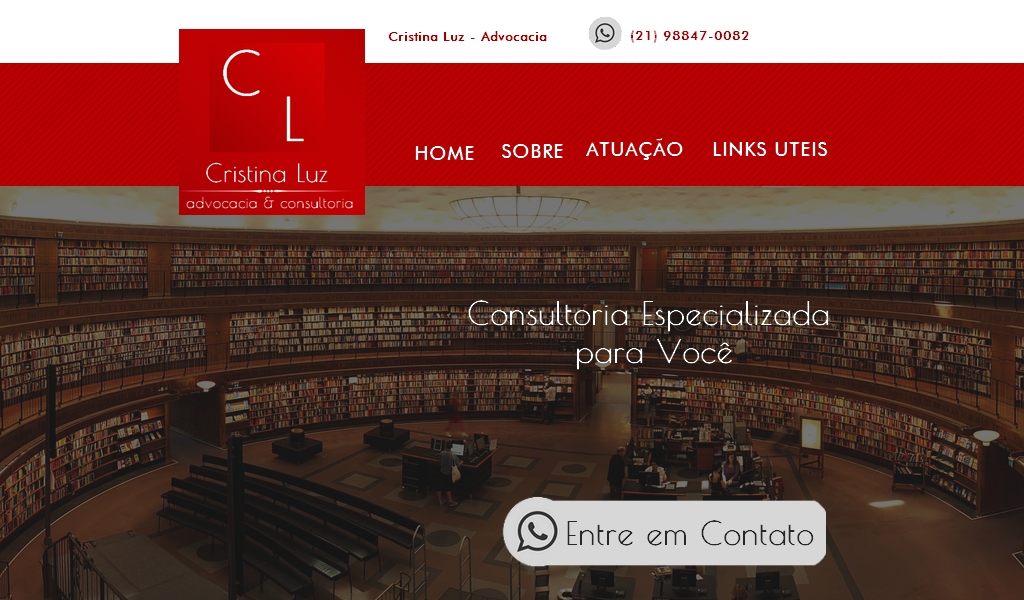 Cristina Luz - Advocacia
(21) 98847-0082
C
L
Cristina Luz
advocacia & consultoria
HOME
SOBRE
ATUAÇÃO
LINKS UTEIS
Consultoria Especializada
para Você
Entre em Contato